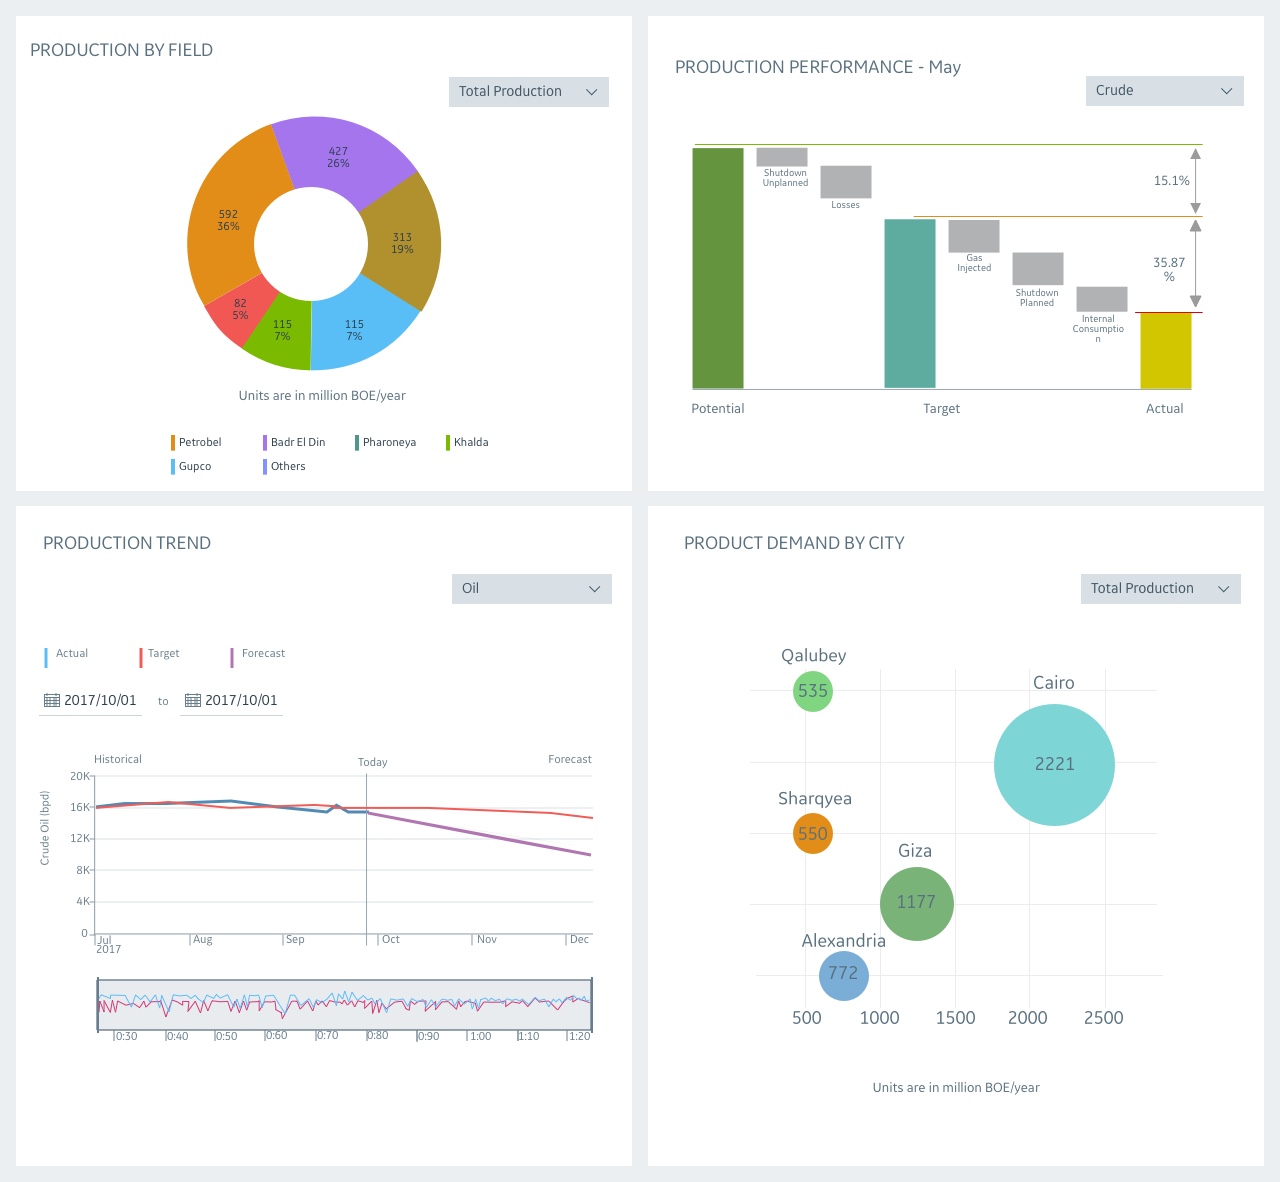 PRODUCTION BY FIELD
Total Production
427
26%
592
36%
313
19%
82
5%
115
7%
115
7%
Units are in million BOE/year
Petrobel
Badr El Din
Pharoneya
Khalda
Gupco
Others
PRODUCTION PERFORMANCE - May
Crude
Shutdown
Unplanned
Losses
15.1%
Gas
Injected
Shutdown
Planned
Internal
Consumptio
n
35.87
%
Potential
Target
Actual
PRODUCTION TREND
Oil
Actual
Target
Forecast
2017/10/01 to 2017/10/01
Historical
Today
Forecast
Crude Oil (bpd)
20K
16K
12K
8K
4K
0
Jul
2017
Aug
Sep
Oct
Nov
Dec
0:30
0:40
0:50
0:60
0:70
0:80
0:90
1:00
1:10
1:20
PRODUCT DEMAND BY CITY
Total Production
Qalubey
535
Cairo
2221
Sharqyea
550
Giza
1177
Alexandria
772
500
1000
1500
2000
2500
Units are in million BOE/year